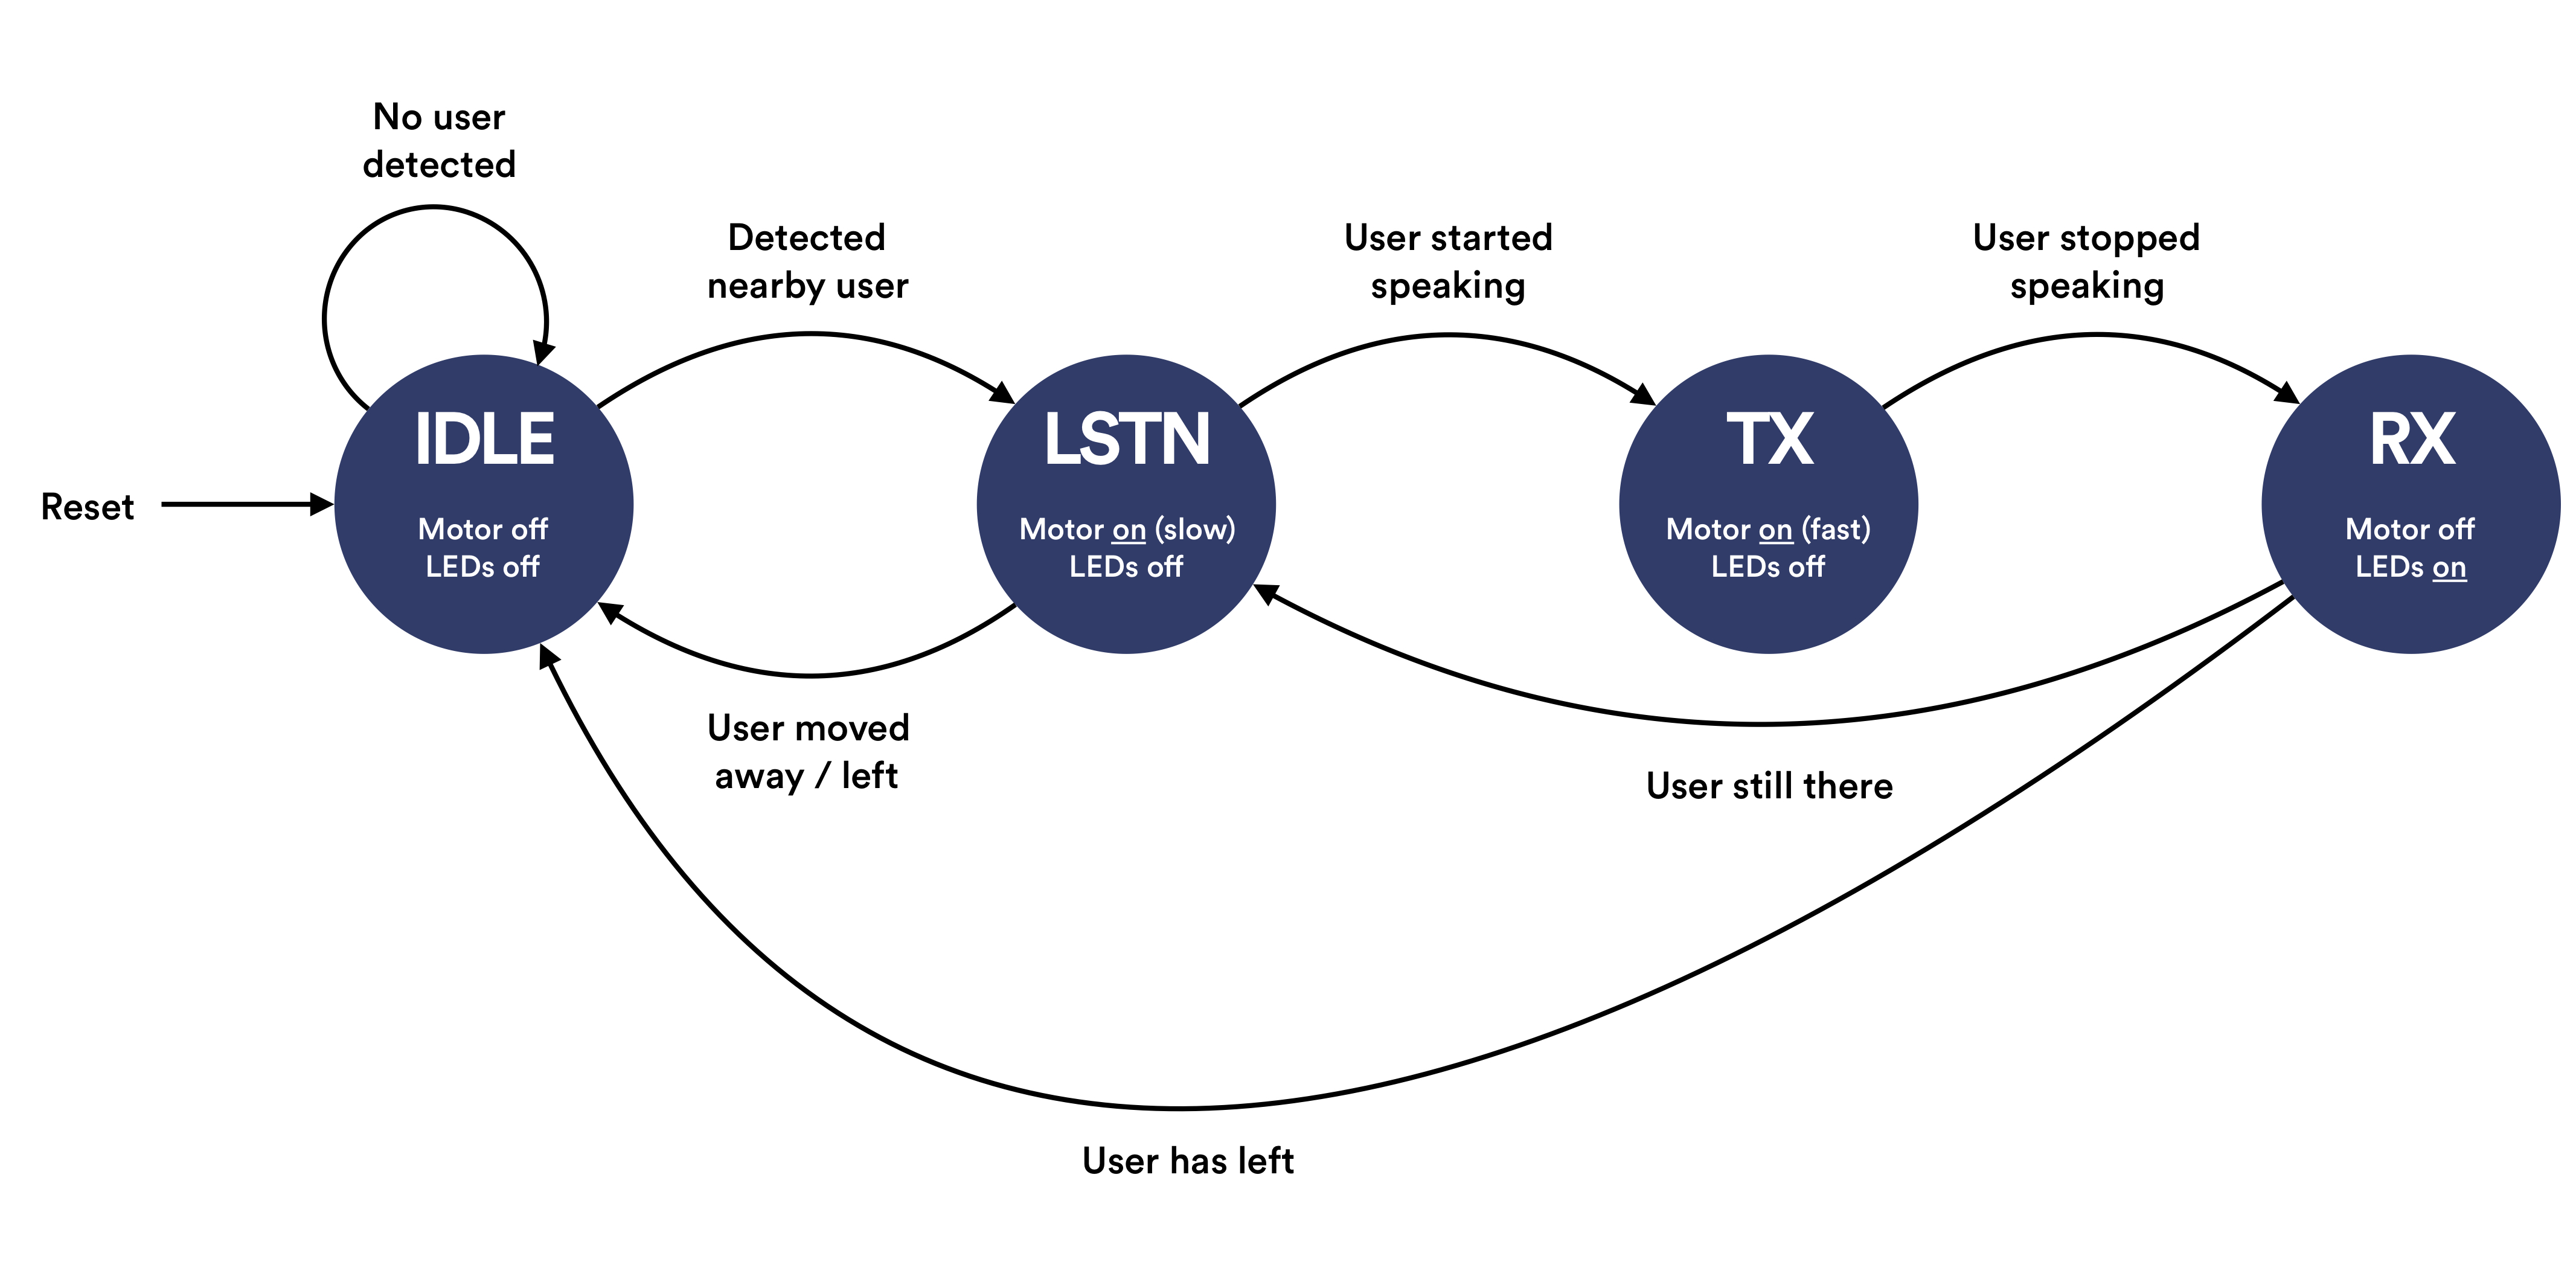 No user
detected
Detected
nearby user
User started
speaking
User stopped
speaking
Reset
IDLE
Motor off
LEDs off
LSTN
Motor on (slow)
LEDs off
TX
Motor on (fast)
LEDs off
RX
Motor off
LEDs on
User moved
away / left
User still there
User has left